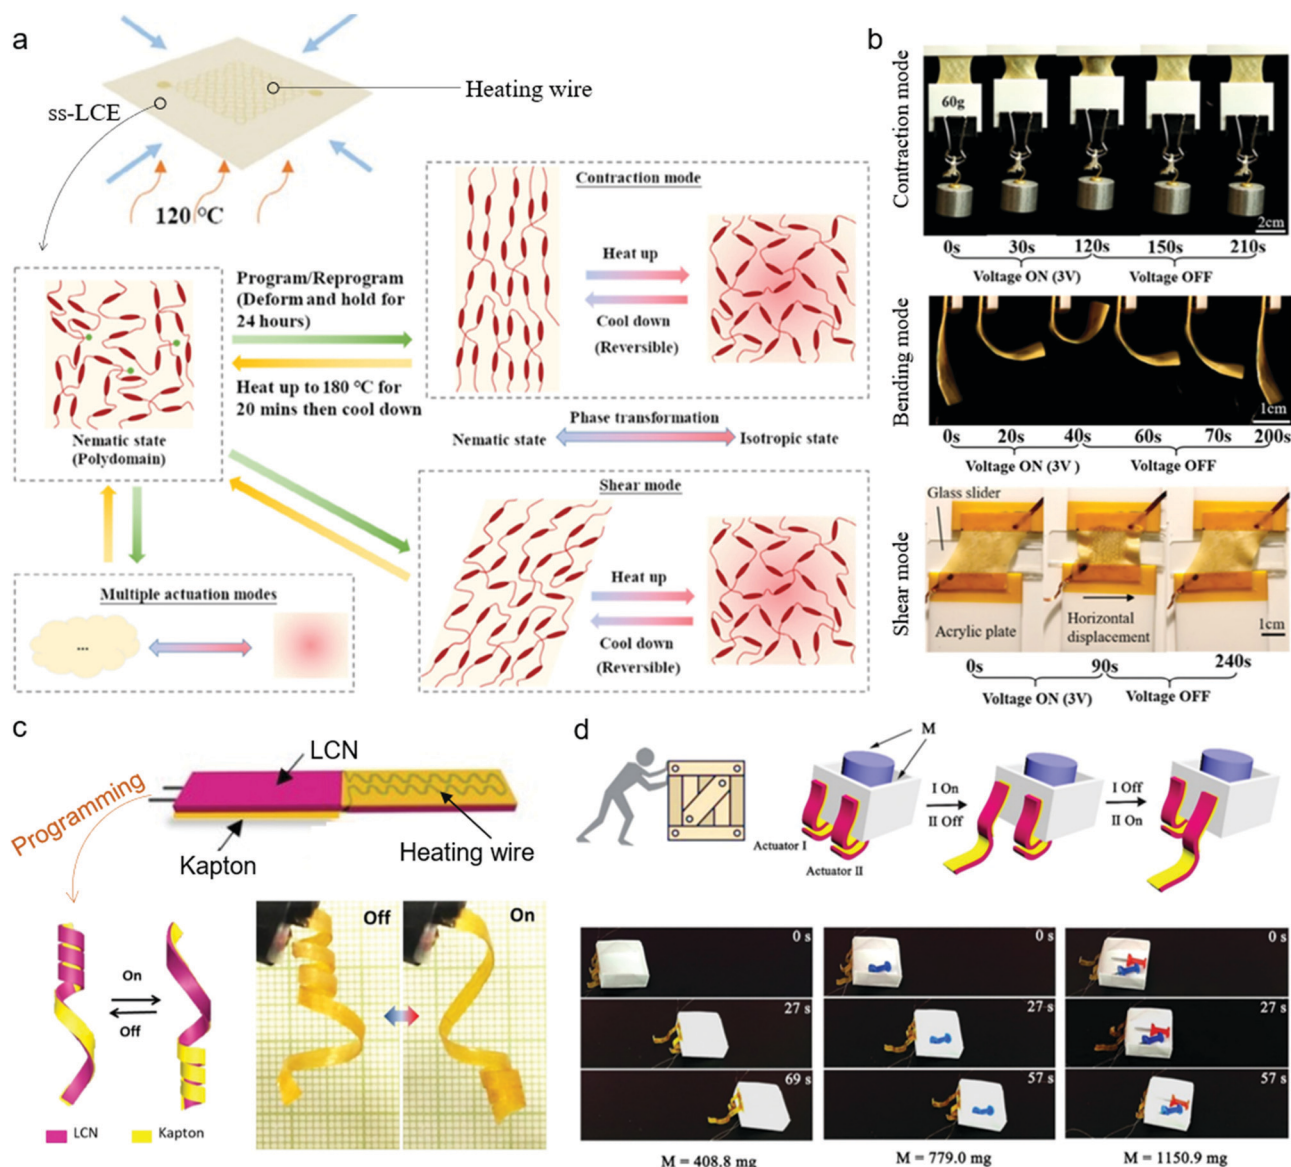 a
Heating wire
ss-LCE
120 °C
Program/Reprogram
(Deform and hold for
24 hours)
Heat up to 180 °C for
20 mins then cool down
Nematic state
(Polydomain)
Contraction mode
Heat up
Cool down
(Reversible)
Phase transformation
Nematic state
Isotropic state
Shear mode
Heat up
Cool down
(Reversible)
Multiple actuation modes
...
b
Contraction mode
60g
2cm
0s 30s 120s 150s 210s
Voltage ON (3V) Voltage OFF
Bending mode
1cm
0s 20s 40s 60s 70s 200s
Voltage ON (3V ) Voltage OFF
Shear mode
Glass slider
Acrylic plate
Horizontal
displacement
1cm
0s 90s 240s
Voltage ON (3V) Voltage OFF
c
LCN
Programming
Kapton
Heating wire
On
Off
Off
On
LCN Kapton
d
M
Actuator I
Actuator II
I On
II Off
I Off
II On
0 s
27 s
69 s
M = 408.8 mg
0 s
27 s
57 s
M = 779.0 mg
0 s
27 s
57 s
M = 1150.9 mg